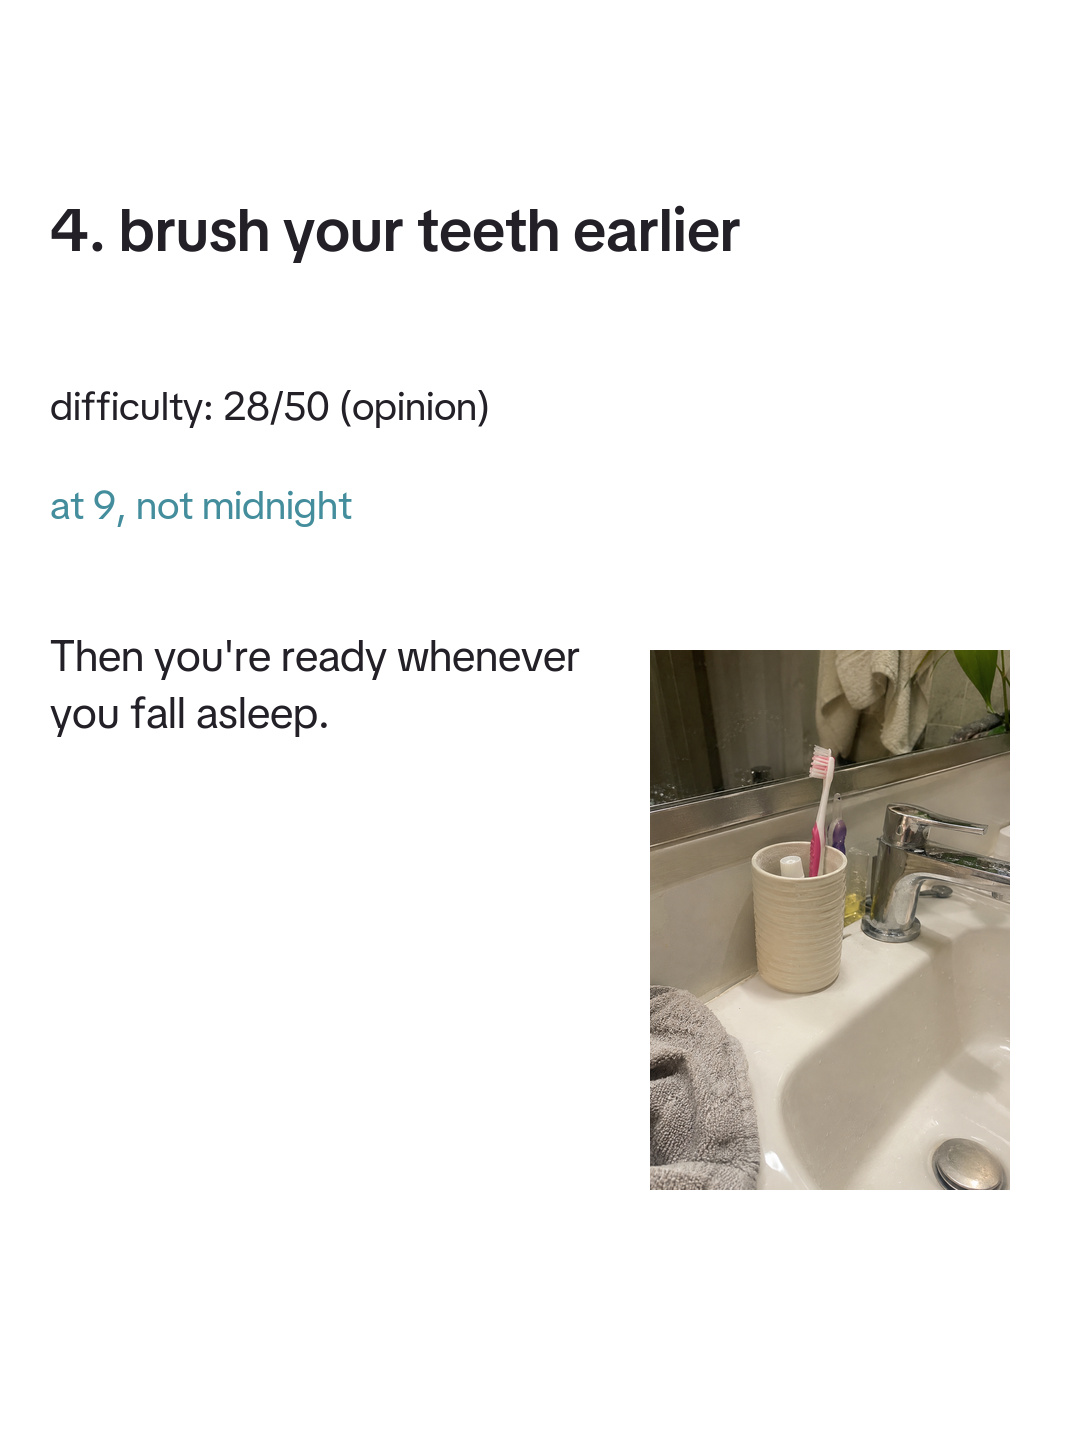 4. brush your teeth earlier
difficulty: 28/50 (opinion)
at 9, not midnight
Then you're ready whenever
you fall asleep.